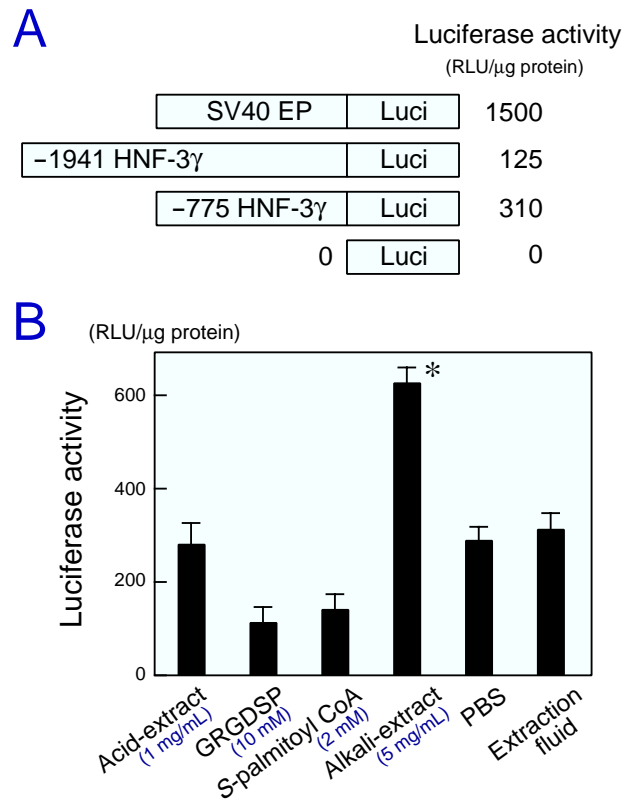 A
Luciferase activity
(RLU/μg protein)
SV40 EP Luci 1500
−1941 HNF-3γ Luci 125
−775 HNF-3γ Luci 310
0 Luci 0
B
(RLU/μg protein)
Luciferase activity
600
400
200
0
*
Acid-extract
(1 mg/mL)
GRGDSP
(10 mM)
S-palmitoyl CoA
(2 mM)
Alkali-extract
(5 mg/mL)
PBS
Extraction
fluid